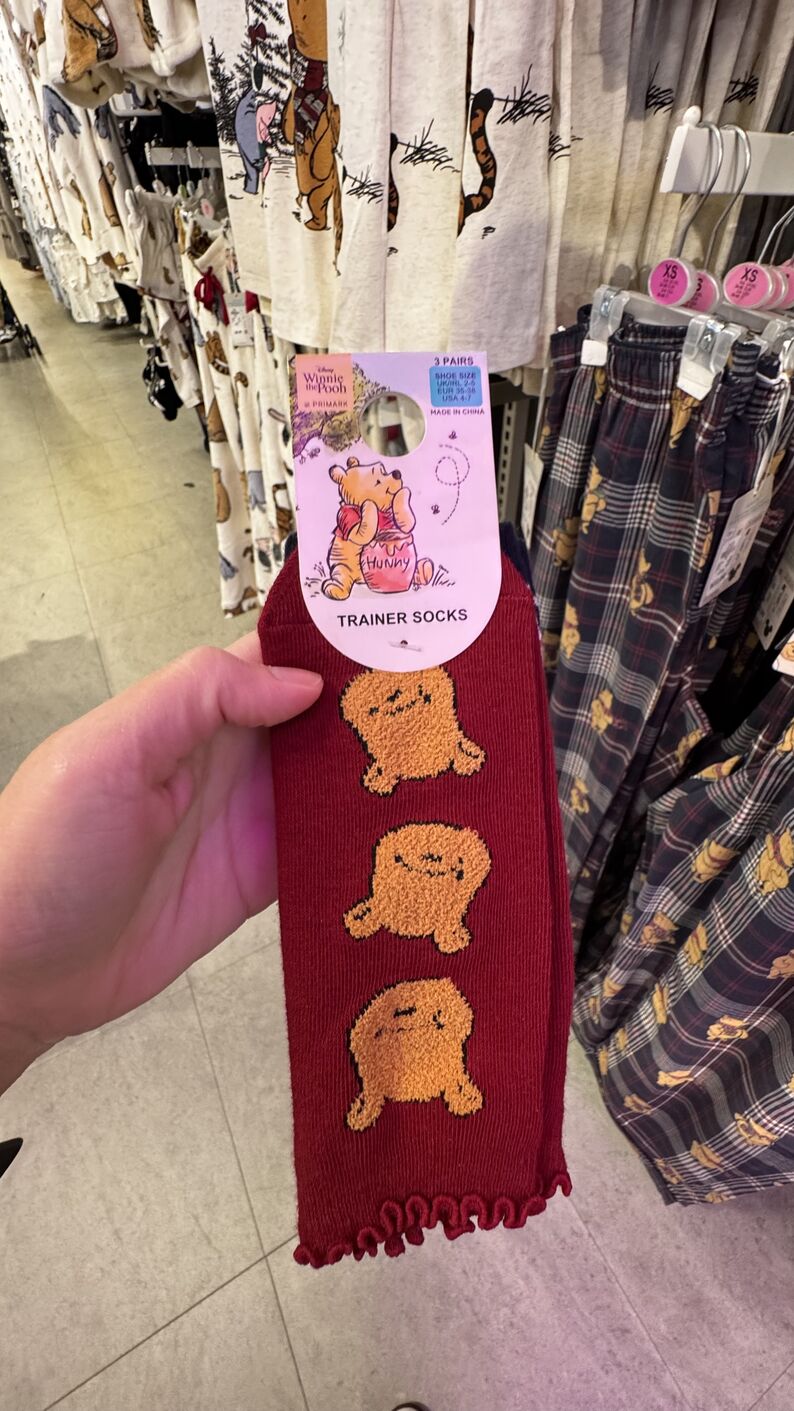 3 PAIRS
Disney
Winnie
the Pooh
at PRIMARK
SHOE SIZE
UK/IRL 2-5
EUR 35-38
USA 4-7
MADE IN CHINA
HUNNY
TRAINER SOCKS
XS
XS